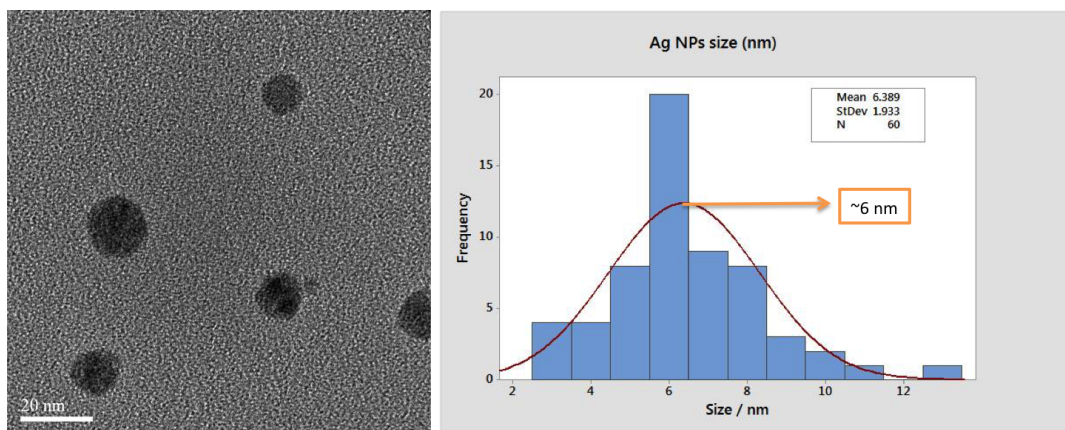 20 nm
Ag NPs size (nm)
Mean 6.389
StDev 1.933
N 60
20
15
10
5
0
Frequency
~6 nm
2 4 6 8 10 12
Size / nm